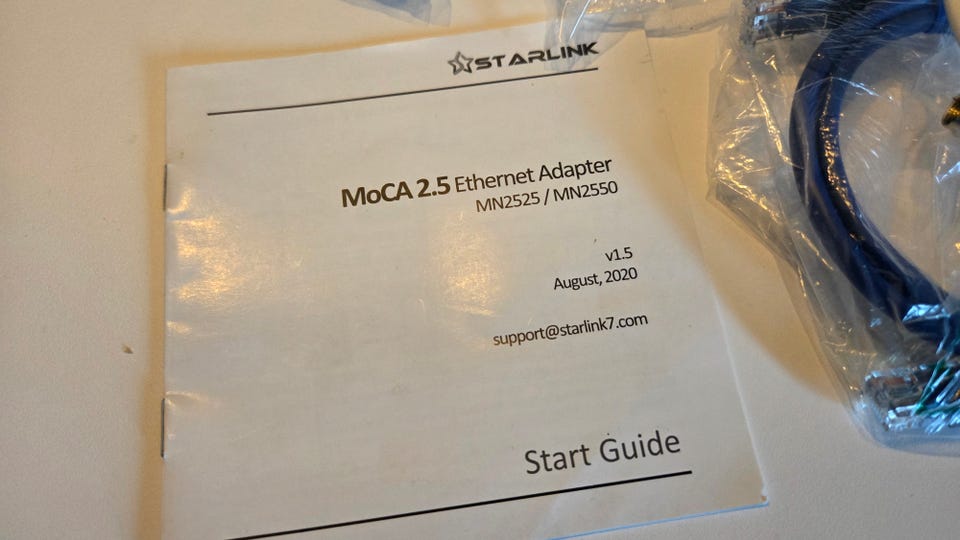 STARLINK
MoCA 2.5 Ethernet Adapter
MN2525 / MN2550
v1.5
August, 2020
support@starlink7.com
Start Guide